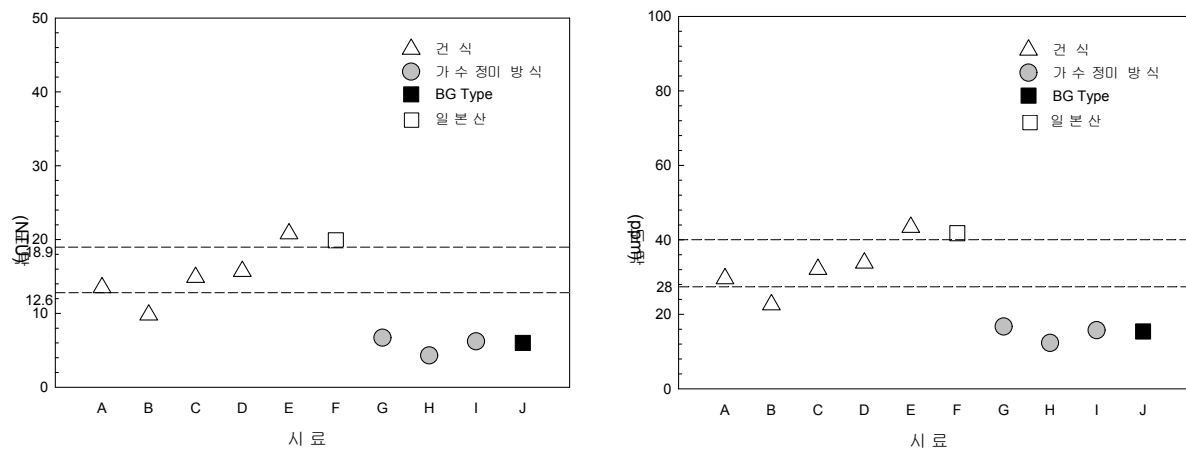 50
40
30
20
18.9
12.6
10
0
(NTU)
건 식
가 수 정미 방 식
BG Type
일 본 산
A B C D E F G H I J
시 료
100
80
60
40
28
20
0
(ppm)
건 식
가 수 정미 방 식
BG Type
일 본 산
A B C D E F G H I J
시 료